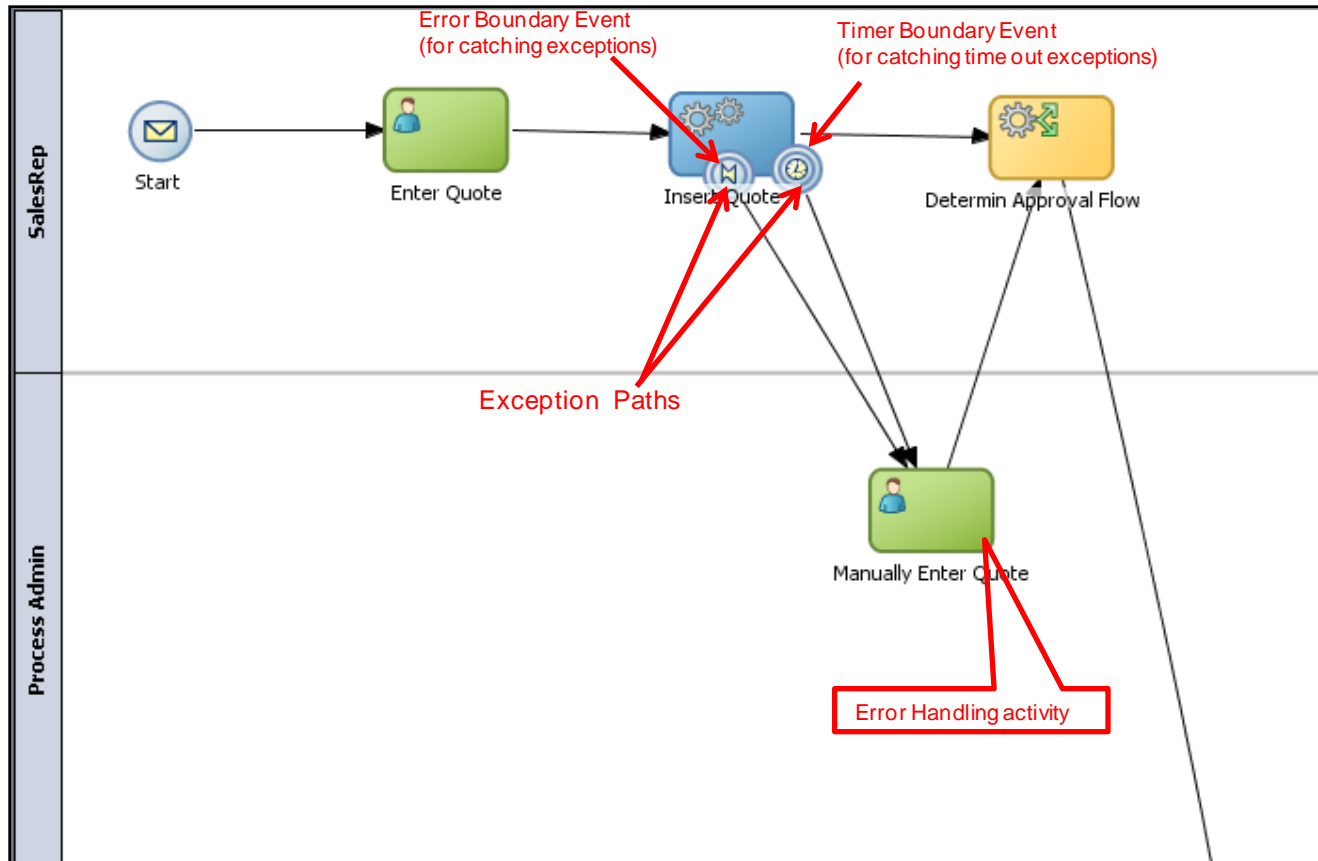 Error Boundary Event
(for catching exceptions)
Timer Boundary Event
(for catching time out exceptions)
SalesRep
Start
Enter Quote
Insert Quote
Determin Approval Flow
Exception Paths
Process Admin
Manually Enter Quote
Error Handling activity